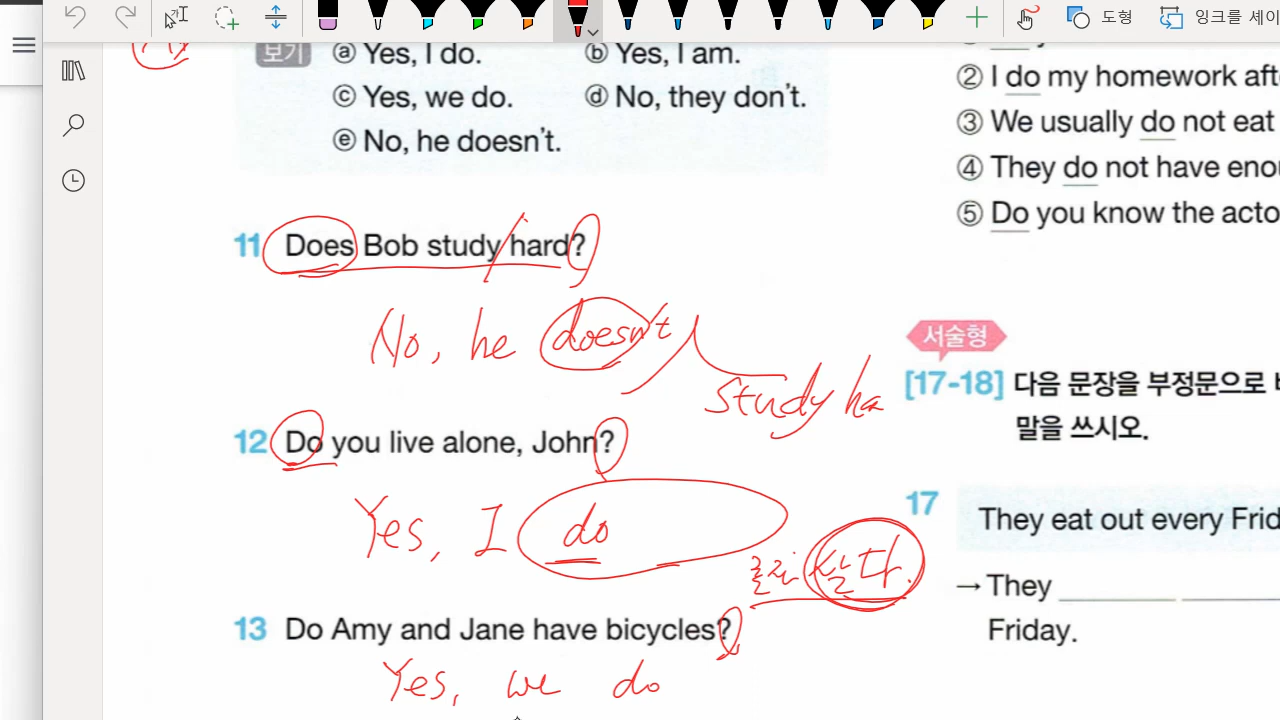 도형
잉크를 셰이
보기
ⓐ Yes, I do. ⓑ Yes, I am.
ⓒ Yes, we do. ⓓ No, they don't.
ⓔ No, he doesn't.
11 Does Bob study hard?
No, he doesn't
study ha
12 Do you live alone, John?
Yes, I do
혼자 살다.
13 Do Amy and Jane have bicycles?
Yes, we do
② I do my homework afte
③ We usually do not eat
④ They do not have enou
⑤ Do you know the acto
서술형
[17-18] 다음 문장을 부정문으로
말을 쓰시오.
17
They eat out every Frid
→ They
Friday.